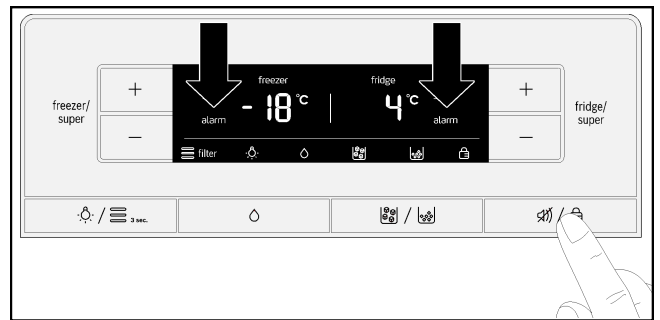 freezer/
super
+
−
freezer
alarm
-18°C
fridge
4°C
alarm
filter
+
−
fridge/
super
/ 3 sec.
/
/